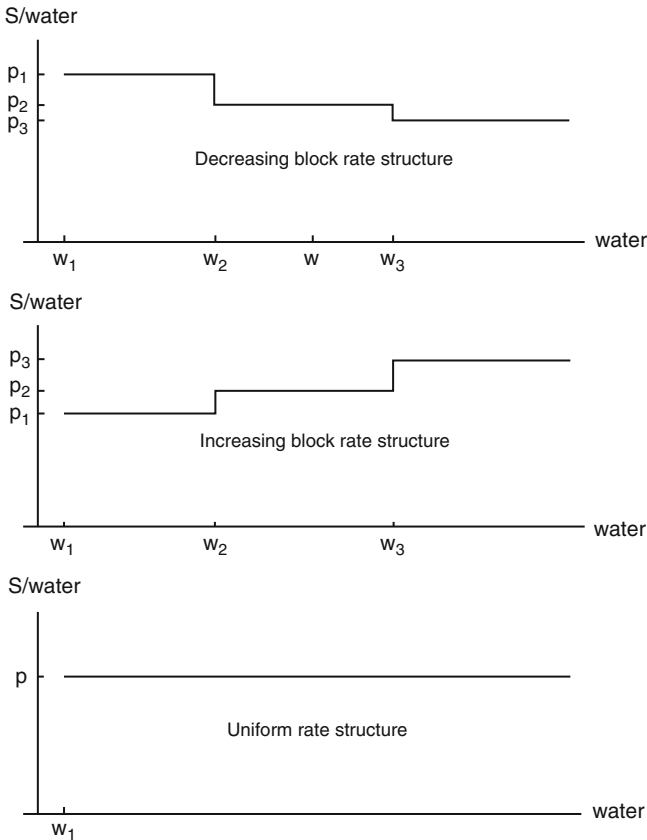 S/water
p1
p2
p3
Decreasing block rate structure
water
w1 w2 w w3
S/water
p3
p2
p1
Increasing block rate structure
water
w1 w2 w3
S/water
p
Uniform rate structure
water
w1